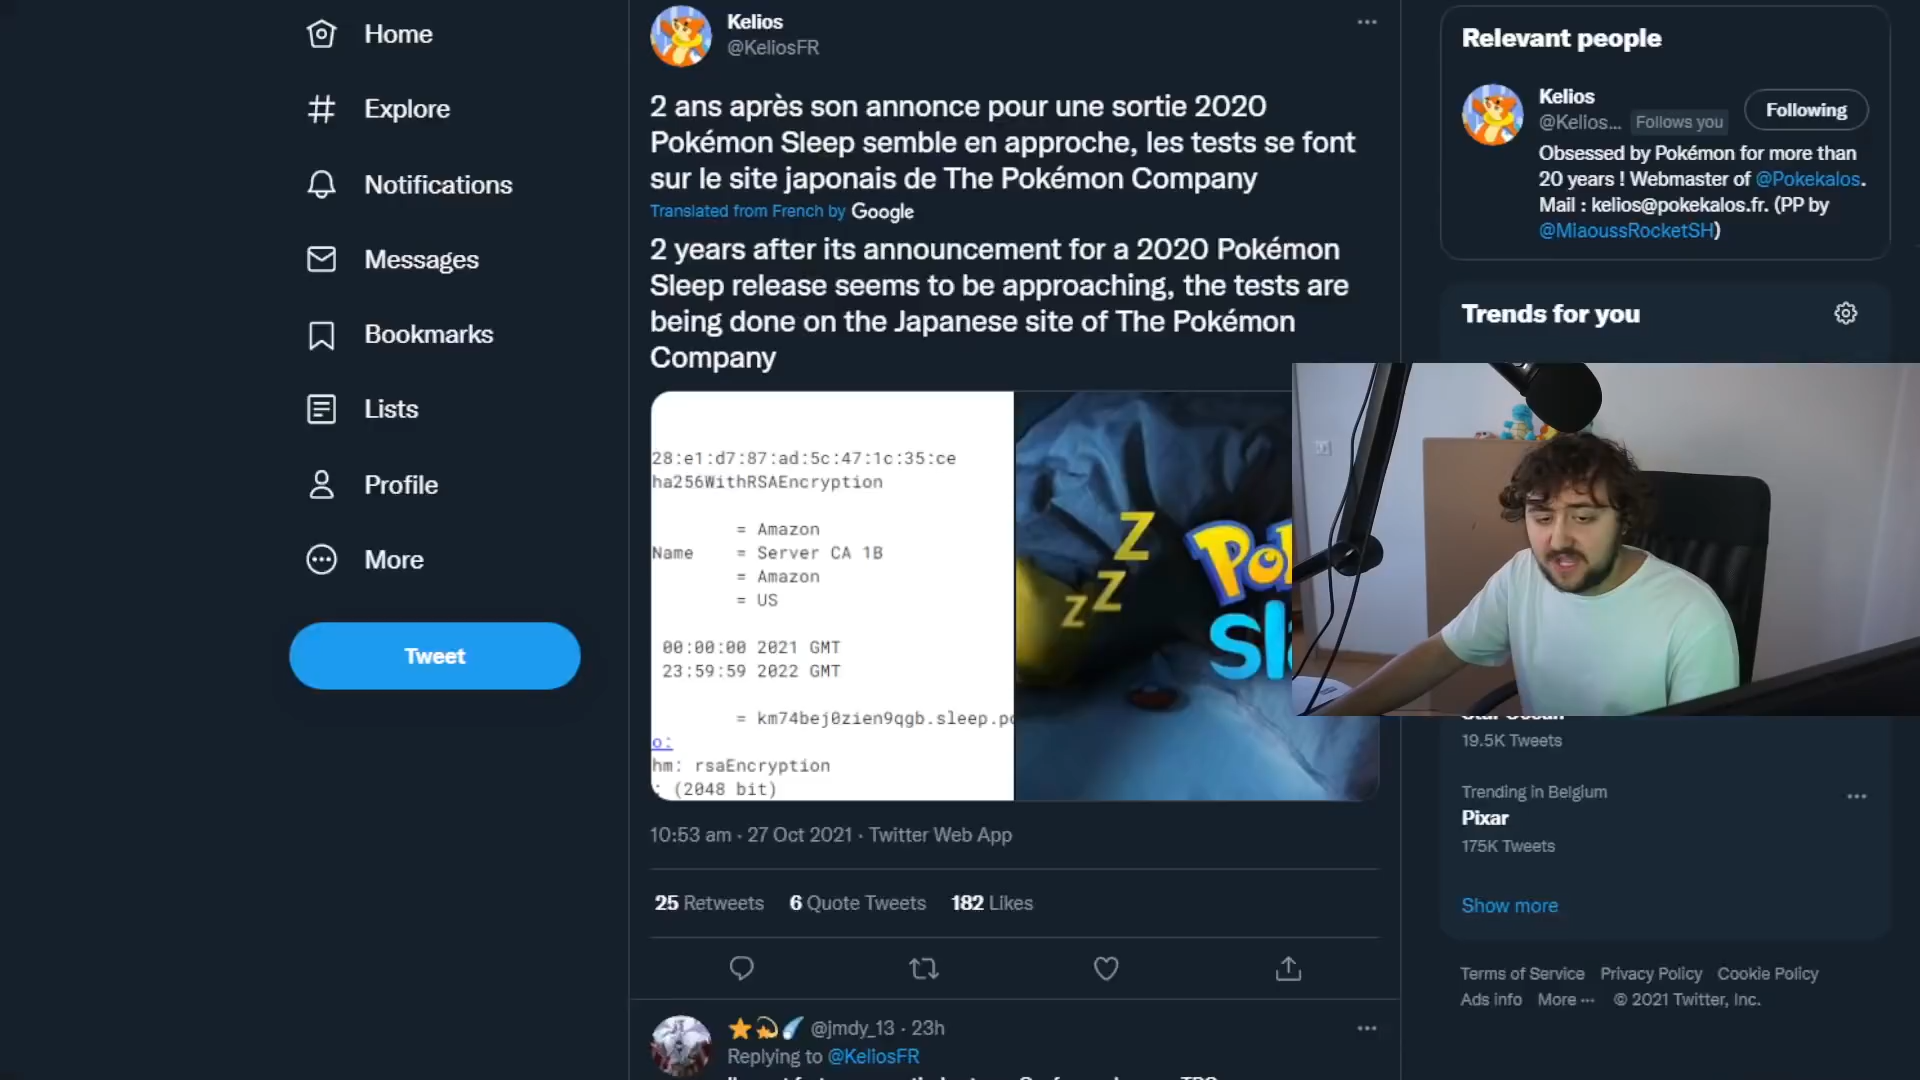 Home
Explore
Notifications
Messages
Bookmarks
Lists
Profile
More
Tweet
Kelios
@KeliosFR
2 ans après son annonce pour une sortie 2020
Pokémon Sleep semble en approche, les tests se font
sur le site japonais de The Pokémon Company
Translated from French by Google
2 years after its announcement for a 2020 Pokémon
Sleep release seems to be approaching, the tests are
being done on the Japanese site of The Pokémon
Company
28:e1:d7:87:ad:5c:47:1c:35:ce
ha256WithRSAEncryption
= Amazon
Name = Server CA 1B
= Amazon
= US
00:00:00 2021 GMT
23:59:59 2022 GMT
= km74bej0zien9qgb.sleep.po
o:
hm: rsaEncryption
: (2048 bit)
Z
Z
Z
10:53 am · 27 Oct 2021 · Twitter Web App
25 Retweets 6 Quote Tweets 182 Likes
@jmdy_13 · 23h
Replying to @KeliosFR
Relevant people
Kelios
@Kelios... Follows you
Following
Obsessed by Pokémon for more than
20 years ! Webmaster of @Pokekalos.
Mail : kelios@pokekalos.fr. (PP by
@MiaoussRocketSH)
Trends for you
Star Ocean
19.5K Tweets
Trending in Belgium
Pixar
175K Tweets
Show more
Terms of Service Privacy Policy Cookie Policy
Ads info More ··· © 2021 Twitter, Inc.